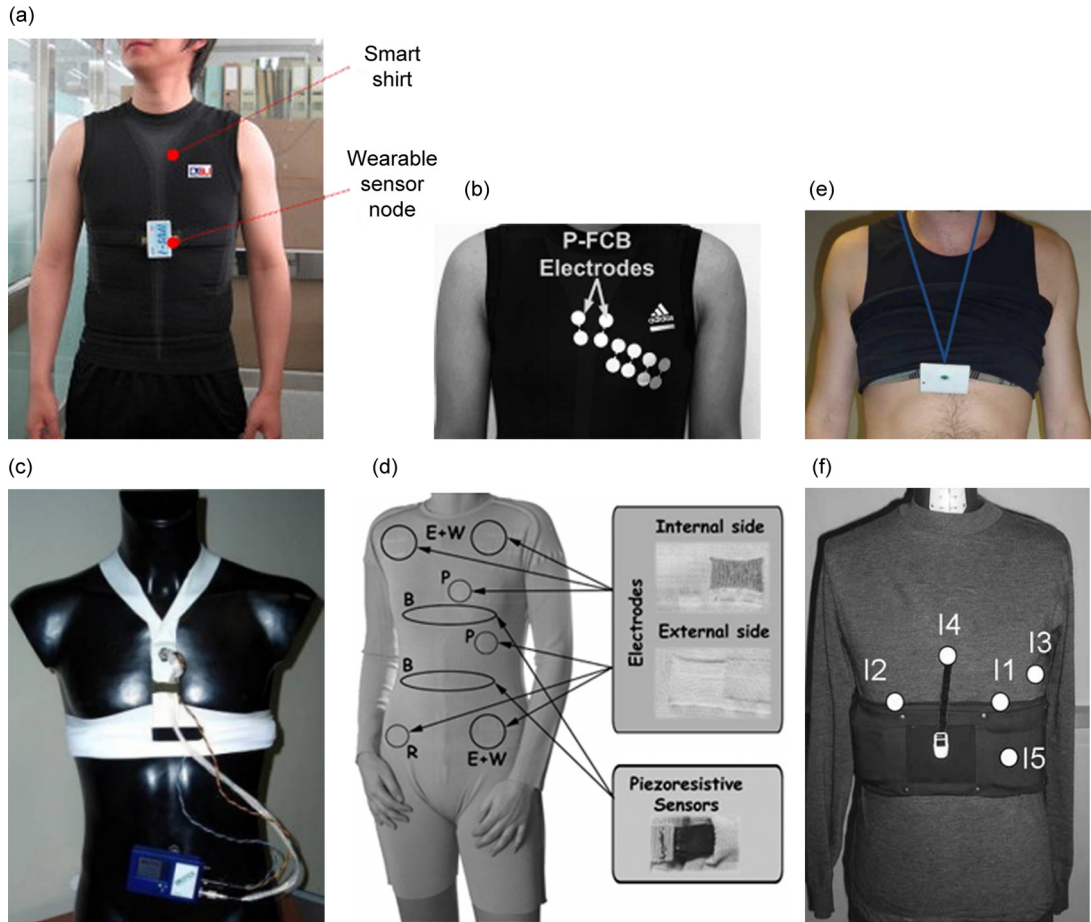 (a)
Smart
shirt
Wearable
sensor
node
(b)
P-FCB
Electrodes
adidas
(e)
(c)
(d)
E+W
P
B
P
B
R
E+W
Electrodes
Internal side
External side
Piezoresistive
Sensors
(f)
I4
I3
I2
I1
I5